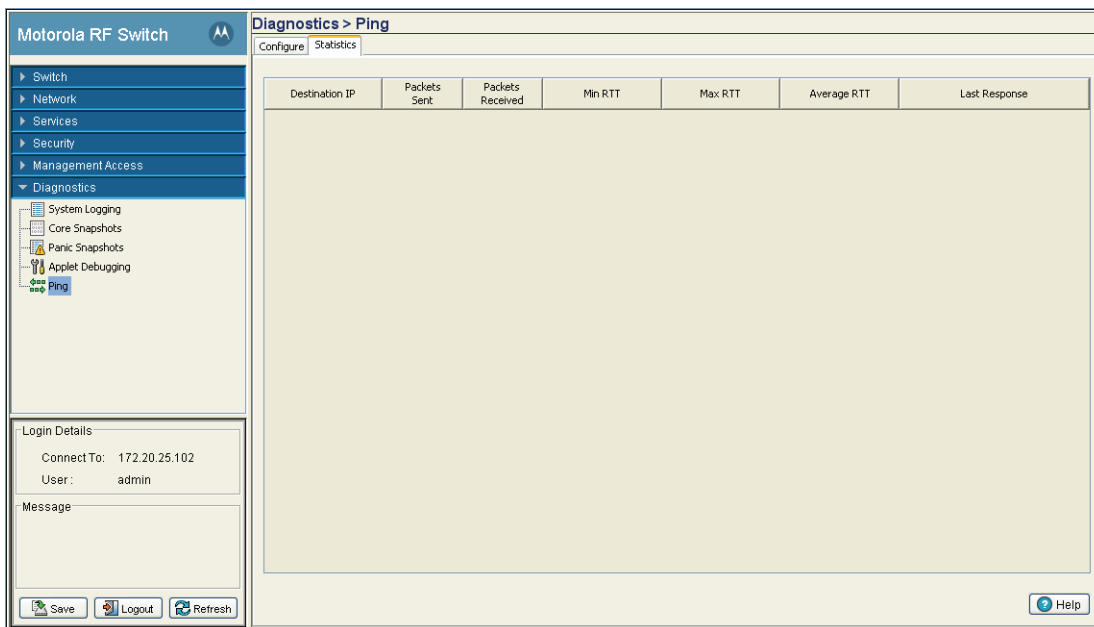 Motorola RF Switch
Switch
Network
Services
Security
Management Access
Diagnostics
System Logging
Core Snapshots
Panic Snapshots
Applet Debugging
Ping
Login Details
Connect To: 172.20.25.102
User : admin
Message
Save Logout Refresh
Diagnostics > Ping
Configure Statistics
Destination IP Packets Sent Packets Received Min RTT Max RTT Average RTT Last Response
Help